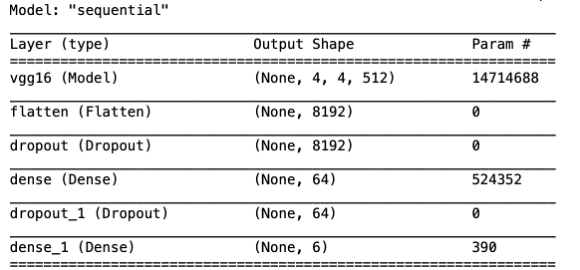 Model: "sequential"
Layer (type) Output Shape Param #
vgg16 (Model) (None, 4, 4, 512) 14714688
flatten (Flatten) (None, 8192) 0
dropout (Dropout) (None, 8192) 0
dense (Dense) (None, 64) 524352
dropout_1 (Dropout) (None, 64) 0
dense_1 (Dense) (None, 6) 390